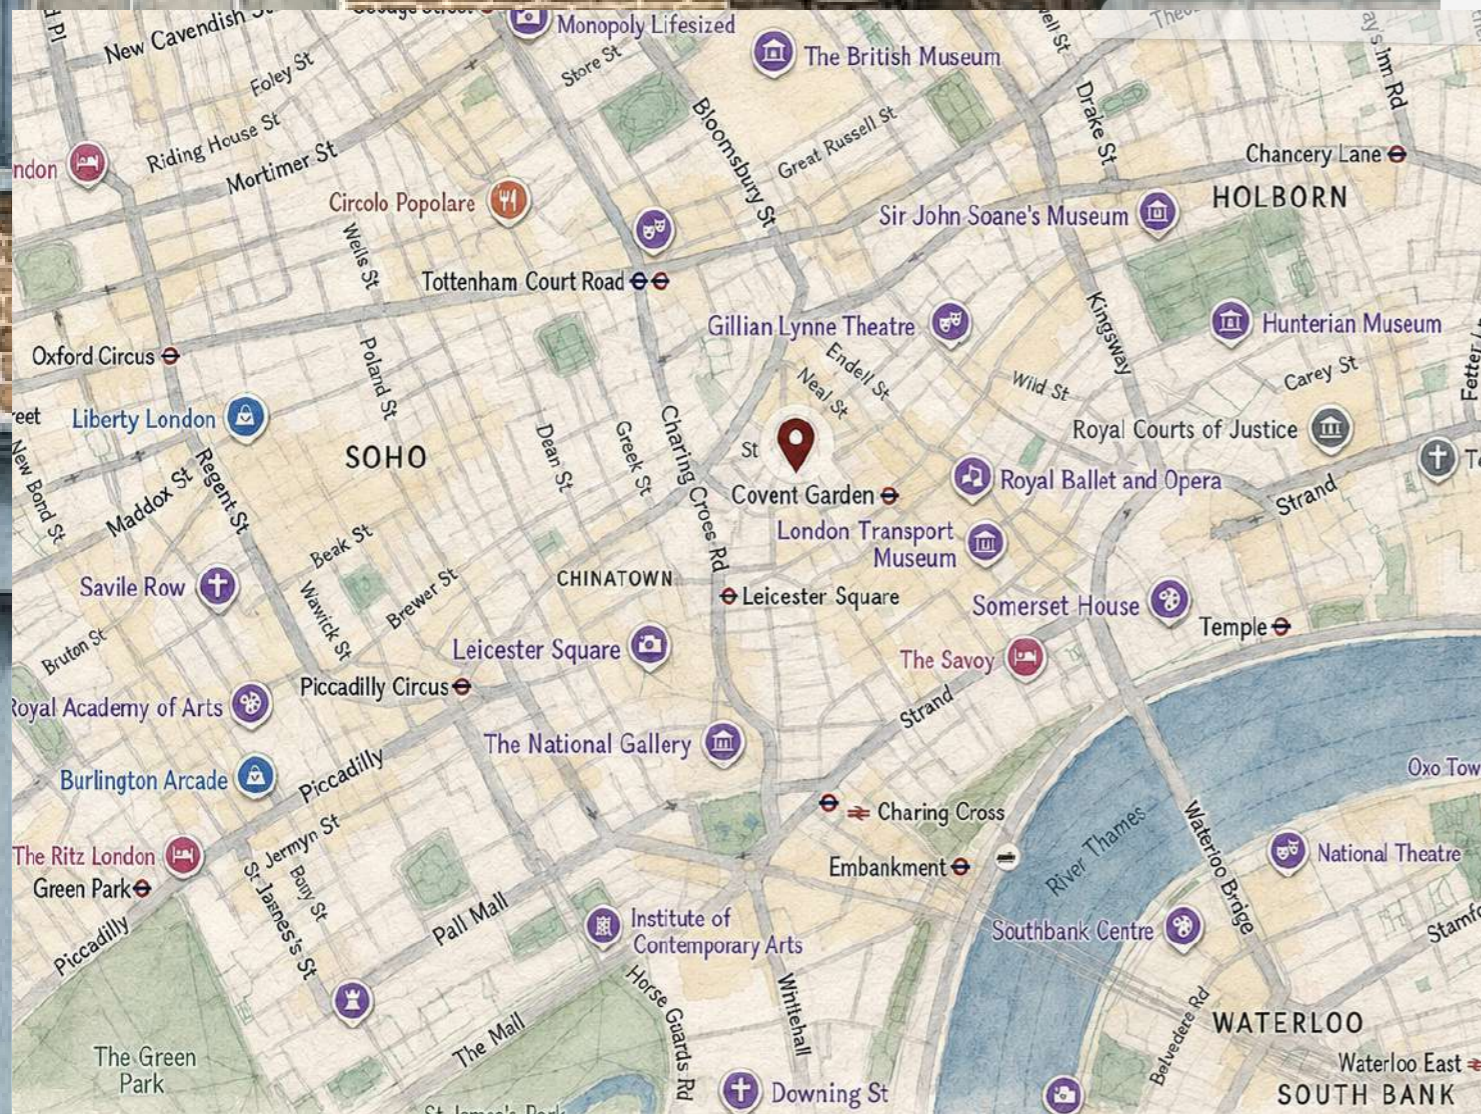 New Cavendish St
Monopoly Lifesized
The British Museum
Store St
Foley St
Riding House St
Mortimer St
Bloomsbury St
Great Russell St
Drake St
Inn Rd
Chancery Lane
HOLBORN
ndon
Circolo Popolare
Sir John Soane's Museum
Wells St
Tottenham Court Road
Gillian Lynne Theatre
Kingsway
Hunterian Museum
Oxford Circus
Poland St
Endell St
Neal St
Wild St
Carey St
Fetter
reet
Liberty London
SOHO
Dean St
Greek St
Charing Croes Rd
St
Royal Courts of Justice
New Bond St
Maddox St
Regent St
Covent Garden
Royal Ballet and Opera
Strand
London Transport
Museum
Beak St
Savile Row
Wawick St
Brewer St
CHINATOWN
Leicester Square
Somerset House
Temple
Bruton St
Leicester Square
The Savoy
Piccadilly Circus
Royal Academy of Arts
Strand
The National Gallery
Burlington Arcade
Piccadilly
Oxo Tow
Jermyn St
Charing Cross
River Thames
Waterloo Bridge
National Theatre
The Ritz London
Green Park
Embankment
Pall Mall
Institute of
Contemporary Arts
Southbank Centre
Piccadilly
Horse Guards Rd
The Mall
Belvedere Rd
WATERLOO
The Green
Park
Waterloo East
Downing St
SOUTH BANK